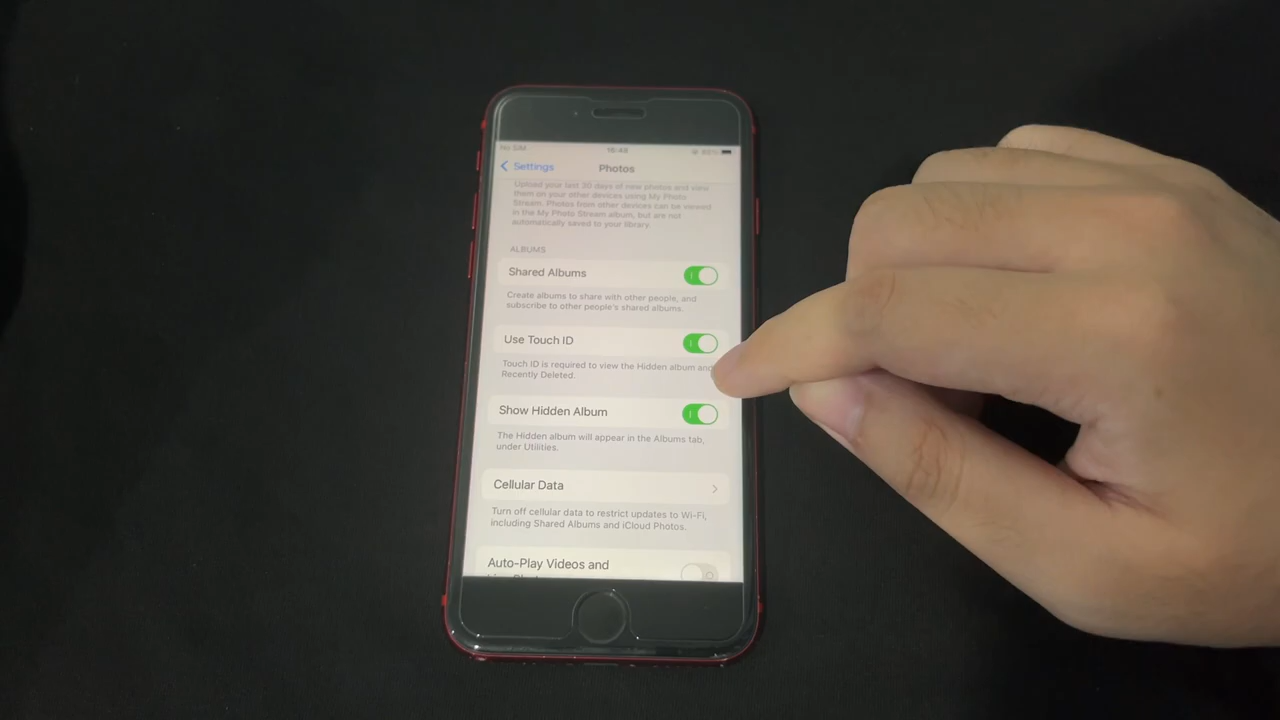 No SIM 16:46
Settings
Photos
Upload your last 30 days of new photos and view
them on your other devices using My Photo
Stream. Photos from other devices can be viewed
in the My Photo Stream album, but are not
automatically saved to your library.
ALBUMS
Shared Albums
Create albums to share with other people, and
subscribe to other people's shared albums.
Use Touch ID
Touch ID is required to view the Hidden album and
Recently Deleted.
Show Hidden Album
The Hidden album will appear in the Albums tab,
under Utilities.
Cellular Data
Turn off cellular data to restrict updates to Wi-Fi,
including Shared Albums and iCloud Photos.
Auto-Play Videos and